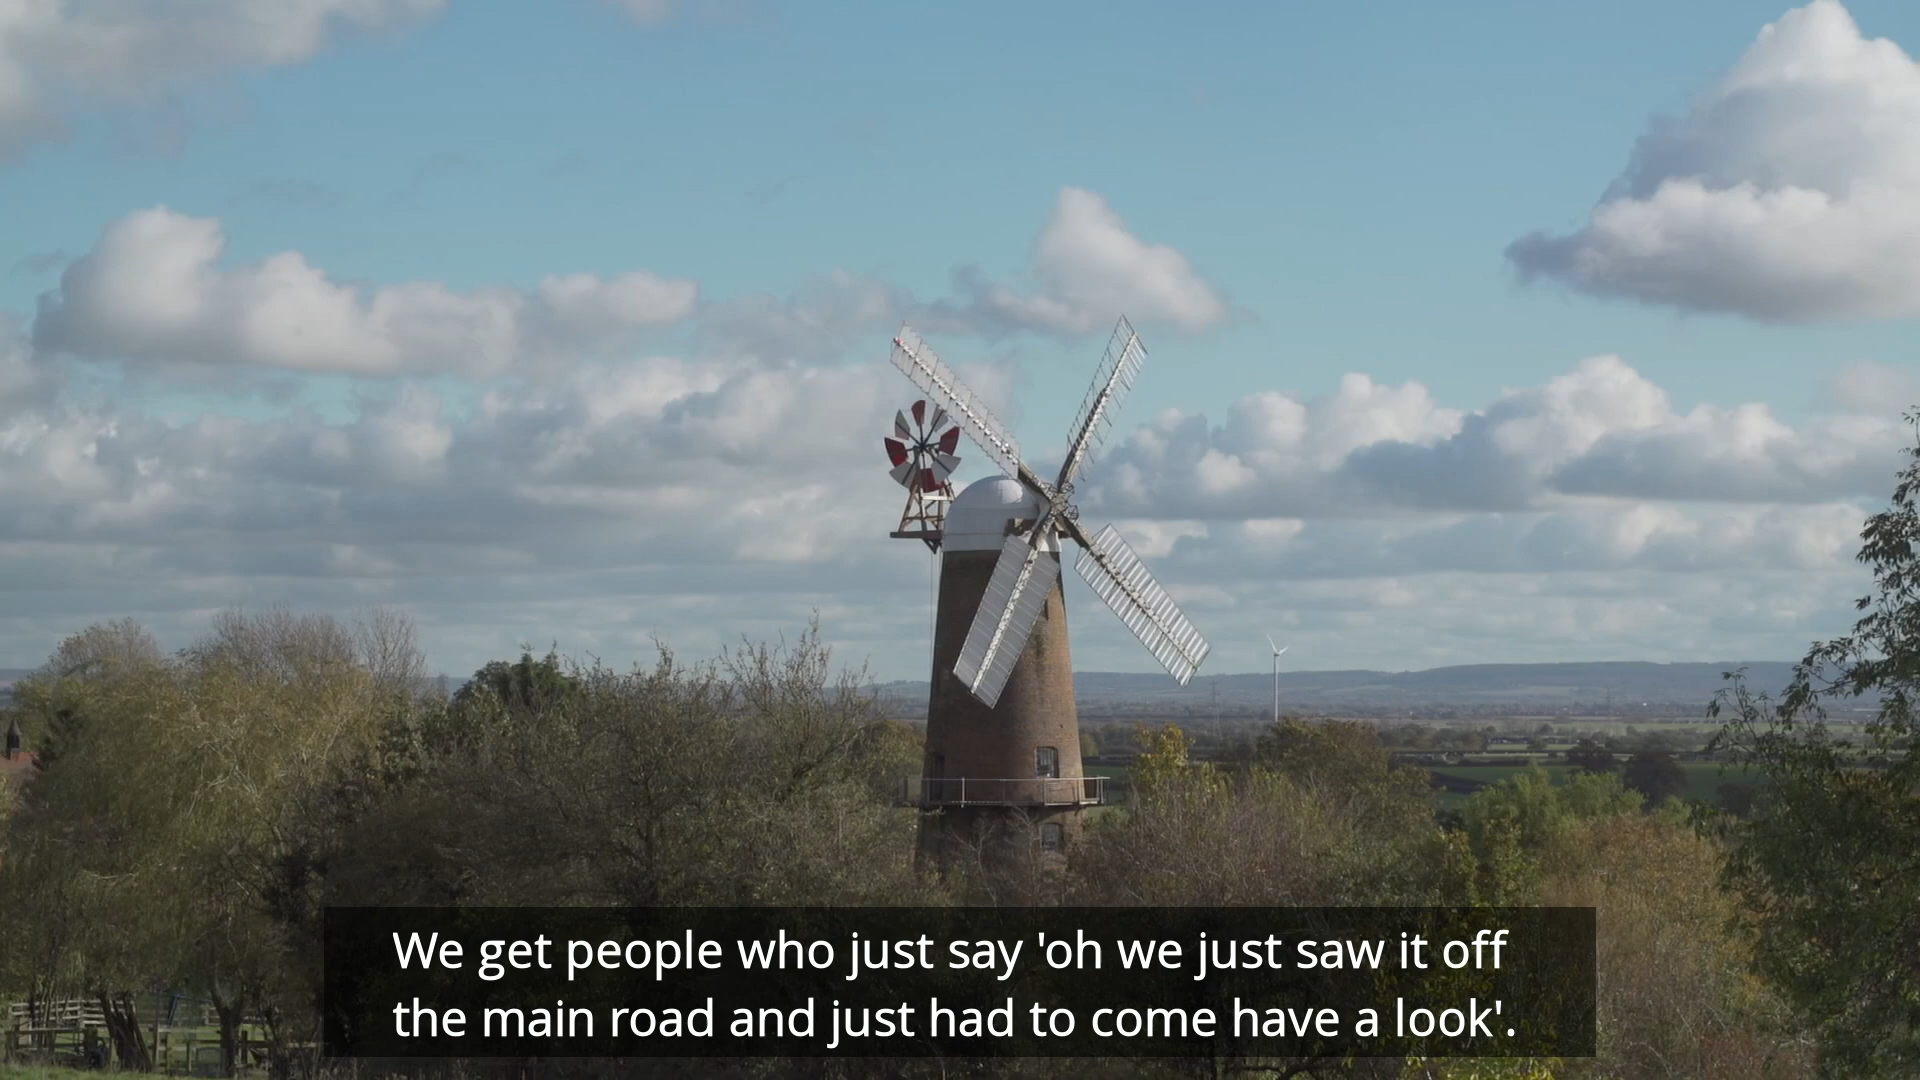 We get people who just say 'oh we just saw it off
the main road and just had to come have a look'.